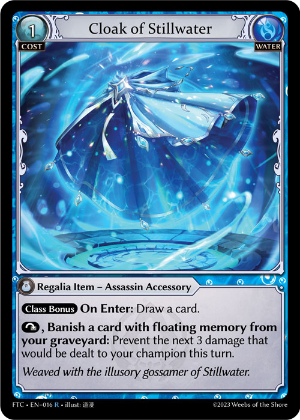 1
Cloak of Stillwater
COST
WATER
Regalia Item – Assassin Accessory
Class Bonus On Enter: Draw a card.
, Banish a card with floating memory from
your graveyard: Prevent the next 3 damage that
would be dealt to your champion this turn.
Weaved with the illusory gossamer of Stillwater.
FTC • EN-016 R • illust:
©2023 Weebs of the Shore